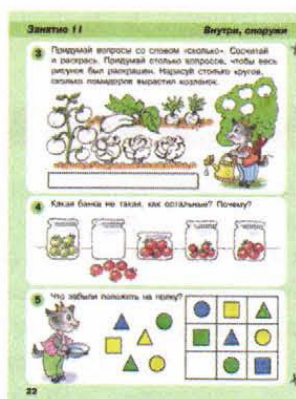 Занятие 11
Внутри, снаружи
3 Придумай вопросы со словом «сколько». Сосчитай
и раскрась. Придумай столько вопросов, чтобы весь
рисунок был раскрашен. Нарисуй столько кругов,
сколько помидоров вырастил козлёнок.
4 Какая банка не такая, как остальные? Почему?
5 Что забыли положить на полку?
22